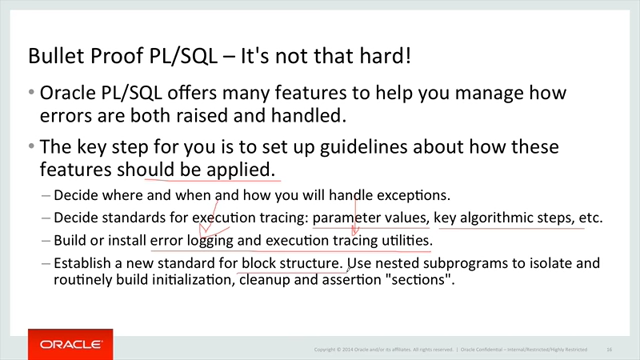 Bullet Proof PL/SQL – It's not that hard!
• Oracle PL/SQL offers many features to help you manage how
errors are both raised and handled.
• The key step for you is to set up guidelines about how these
features should be applied.
– Decide where and when and how you will handle exceptions.
– Decide standards for execution tracing: parameter values, key algorithmic steps, etc.
– Build or install error logging and execution tracing utilities.
– Establish a new standard for block structure. Use nested subprograms to isolate and
routinely build initialization, cleanup and assertion "sections".
ORACLE
Copyright © 2014 Oracle and/or its affiliates. All rights reserved. | Oracle Confidential – Internal/Restricted/Highly Restricted